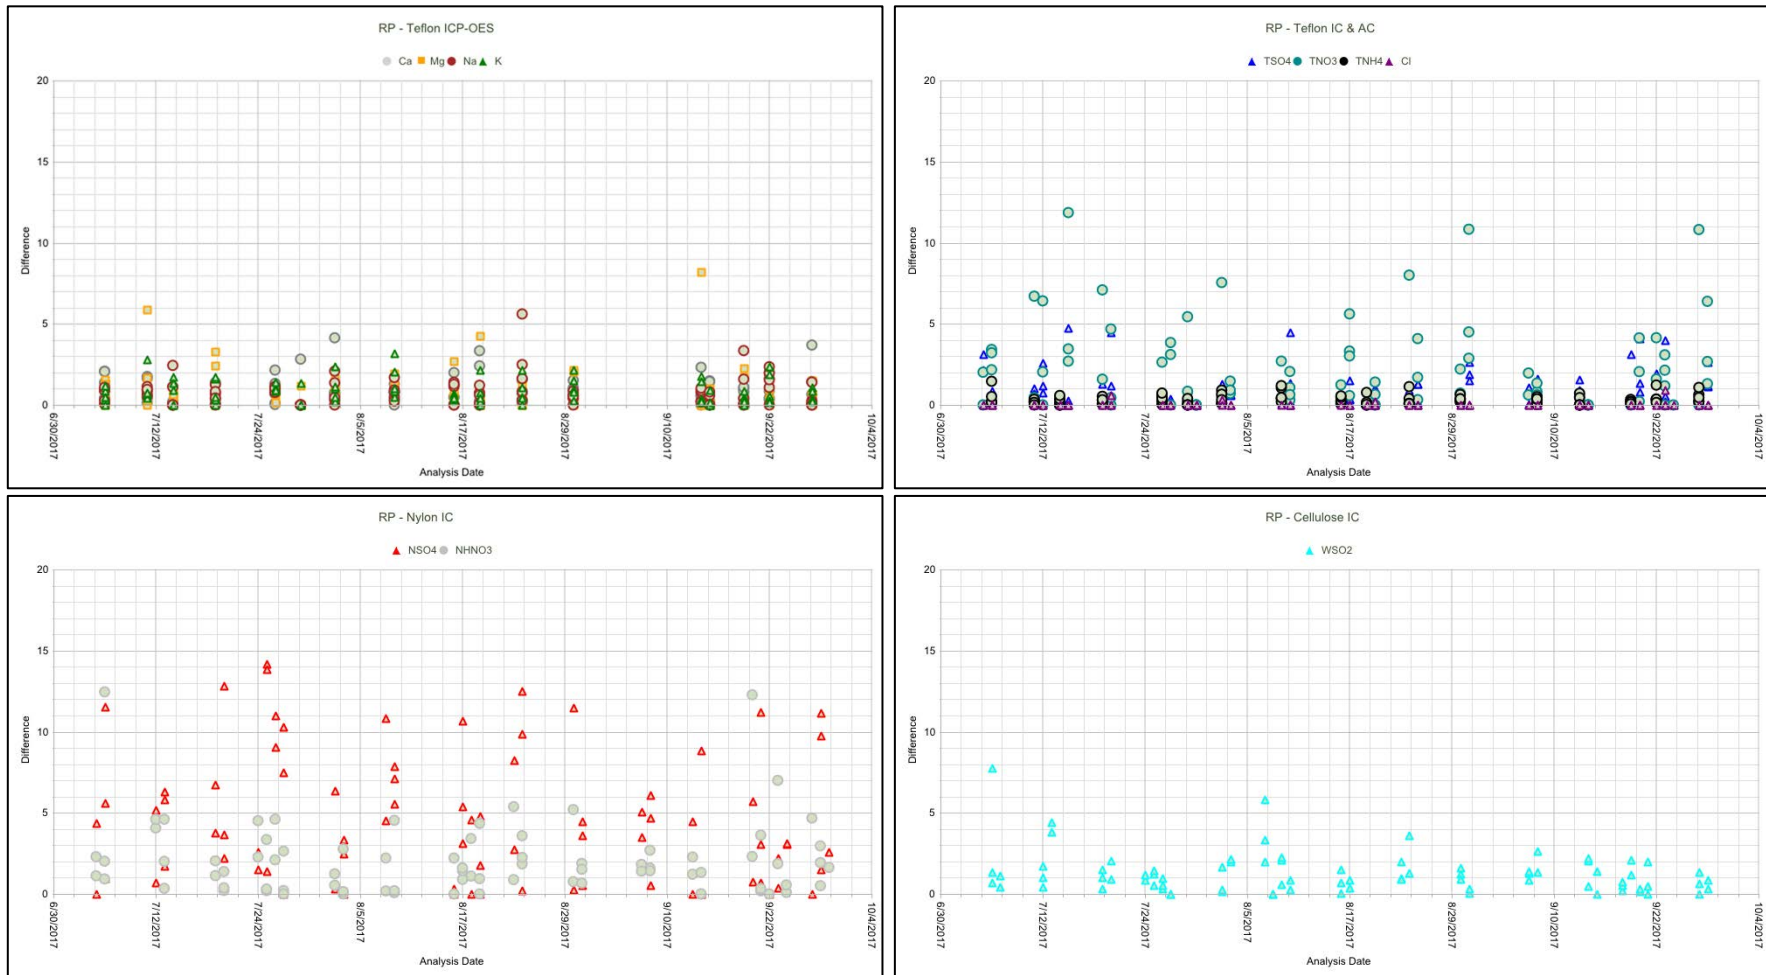 RP - Teflon ICP-OES
Ca Mg Na K
20
15
10
5
0
Difference
6/30/2017 7/12/2017 7/24/2017 8/5/2017 8/17/2017 8/29/2017 9/10/2017 9/22/2017 10/4/2017
Analysis Date
RP - Teflon IC & AC
TSO4 TNO3 TNH4 Cl
20
15
10
5
0
Difference
6/30/2017 7/12/2017 7/24/2017 8/5/2017 8/17/2017 8/29/2017 9/10/2017 9/22/2017 10/4/2017
Analysis Date
RP - Nylon IC
NSO4 NHNO3
20
15
10
5
0
Difference
6/30/2017 7/12/2017 7/24/2017 8/5/2017 8/17/2017 8/29/2017 9/10/2017 9/22/2017 10/4/2017
Analysis Date
RP - Cellulose IC
WSO2
20
15
10
5
0
Difference
6/30/2017 7/12/2017 7/24/2017 8/5/2017 8/17/2017 8/29/2017 9/10/2017 9/22/2017 10/4/2017
Analysis Date